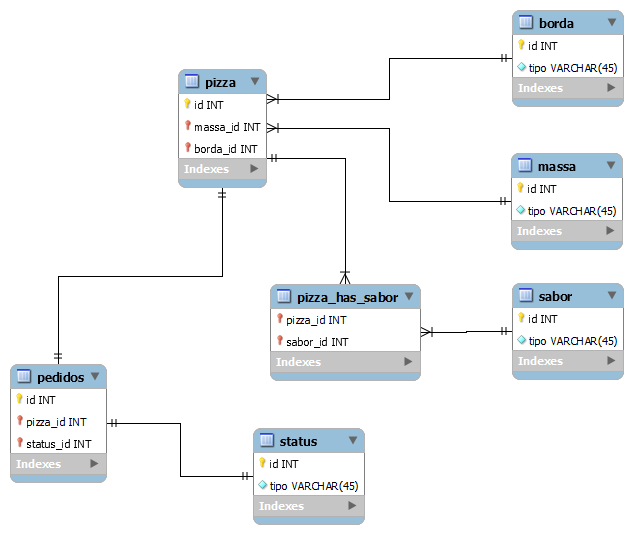 borda
id INT
tipo VARCHAR(45)
Indexes
pizza
id INT
massa_id INT
borda_id INT
Indexes
massa
id INT
tipo VARCHAR(45)
Indexes
pizza_has_sabor
pizza_id INT
sabor_id INT
Indexes
sabor
id INT
tipo VARCHAR(45)
Indexes
pedidos
id INT
pizza_id INT
status_id INT
Indexes
status
id INT
tipo VARCHAR(45)
Indexes